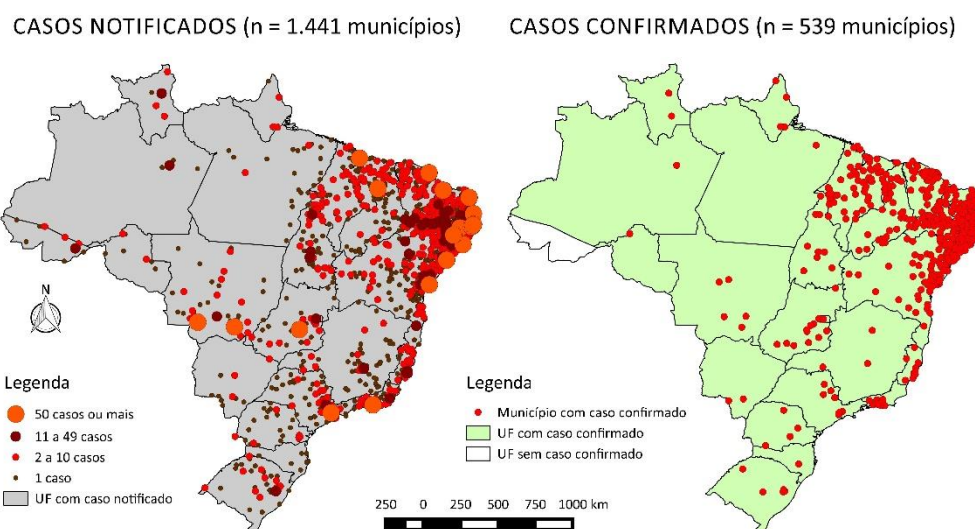 CASOS NOTIFICADOS (n = 1.441 municípios)
CASOS CONFIRMADOS (n = 539 municípios)
N
Legenda
50 casos ou mais
11 a 49 casos
2 a 10 casos
1 caso
UF com caso notificado
Legenda
Município com caso confirmado
UF com caso confirmado
UF sem caso confirmado
250 0 250 500 750 1000 km